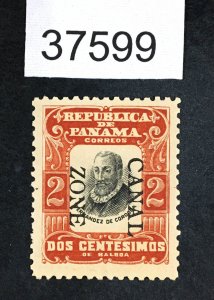 37599
REPUBLICA DE
PANAMA
CORREOS
CANAL
ZONE
2 2
DOS CENTESIMOS
DE BALBOA